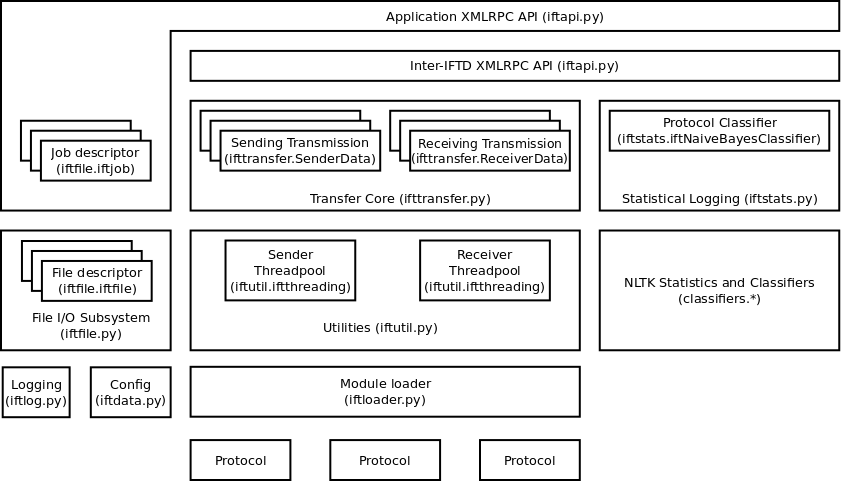 Application XMLRPC API (iftapi.py)
Inter-IFTD XMLRPC API (iftapi.py)
Job descriptor
(iftfile.iftjob)
Sending Transmission
(ifttransfer.SenderData)
Receiving Transmission
(ifttransfer.ReceiverData)
Transfer Core (ifttransfer.py)
Protocol Classifier
(iftstats.iftNaiveBayesClassifier)
Statistical Logging (iftstats.py)
File descriptor
(iftfile.iftfile)
File I/O Subsystem
(iftfile.py)
Sender
Threadpool
(iftutil.iftthreading)
Receiver
Threadpool
(iftutil.iftthreading)
Utilities (iftutil.py)
NLTK Statistics and Classifiers
(classifiers.*)
Logging
(iftlog.py)
Config
(iftdata.py)
Module loader
(iftloader.py)
Protocol
Protocol
Protocol